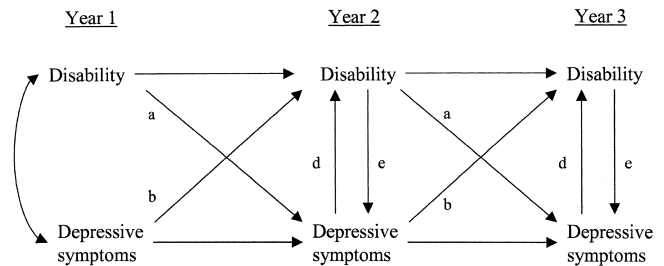 Year 1 Year 2 Year 3
Disability Disability Disability
a a
d e d e
b b
Depressive symptoms Depressive symptoms Depressive symptoms